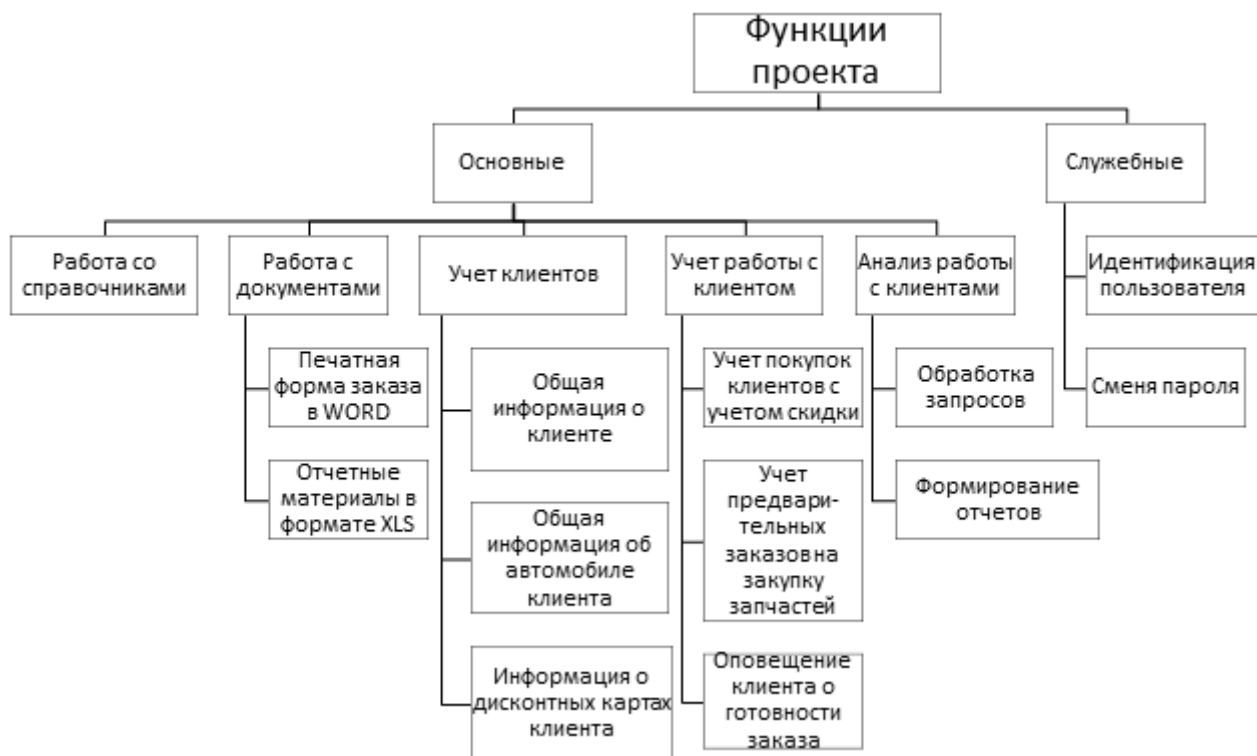 Функции
проекта
Основные
Служебные
Работа со
справочниками
Работа с
документами
Учет клиентов
Учет работы с
клиентом
Анализ работы
с клиентами
Идентификация
пользователя
Печатная
форма заказа
в WORD
Общая
информация о
клиенте
Учет покупок
клиентов с
учетом скидки
Обработка
запросов
Сменя пароля
Отчетные
материалы в
формате XLS
Общая
информация об
автомобиле
клиента
Учет
предвари-
тельных
заказов на
закупку
запчастей
Формирование
отчетов
Информация о
дисконтных картах
клиента
Оповещение
клиента о
готовности
заказа